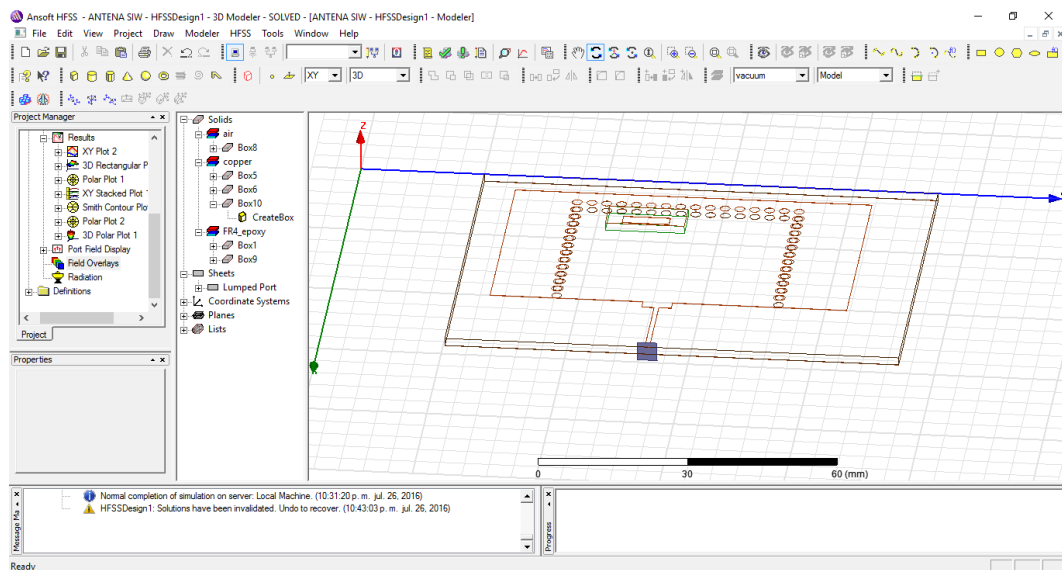 Ansoft HFSS - ANTENA SIW - HFSSDesign1 - 3D Modeler - SOLVED - [ANTENA SIW - HFSSDesign1 - Modeler]
File Edit View Project Draw Modeler HFSS Tools Window Help
XY 3D vacuum Model
Project Manager
Results
XY Plot 2
3D Rectangular P
Polar Plot 1
XY Stacked Plot
Smith Contour Plo
Polar Plot 2
3D Polar Plot 1
Port Field Display
Field Overlays
Radiation
Definitions
Project
Properties
Solids
air
Box8
copper
Box5
Box6
Box10
CreateBox
FR4_epoxy
Box1
Box9
Sheets
Lumped Port
Coordinate Systems
Planes
Lists
Z
0 30 60 (mm)
Message Ma
Normal completion of simulation on server: Local Machine. (10:31:20 p. m. jul. 26, 2016)
HFSSDesign1: Solutions have been invalidated. Undo to recover. (10:43:03 p. m. jul. 26, 2016)
Progress
Ready